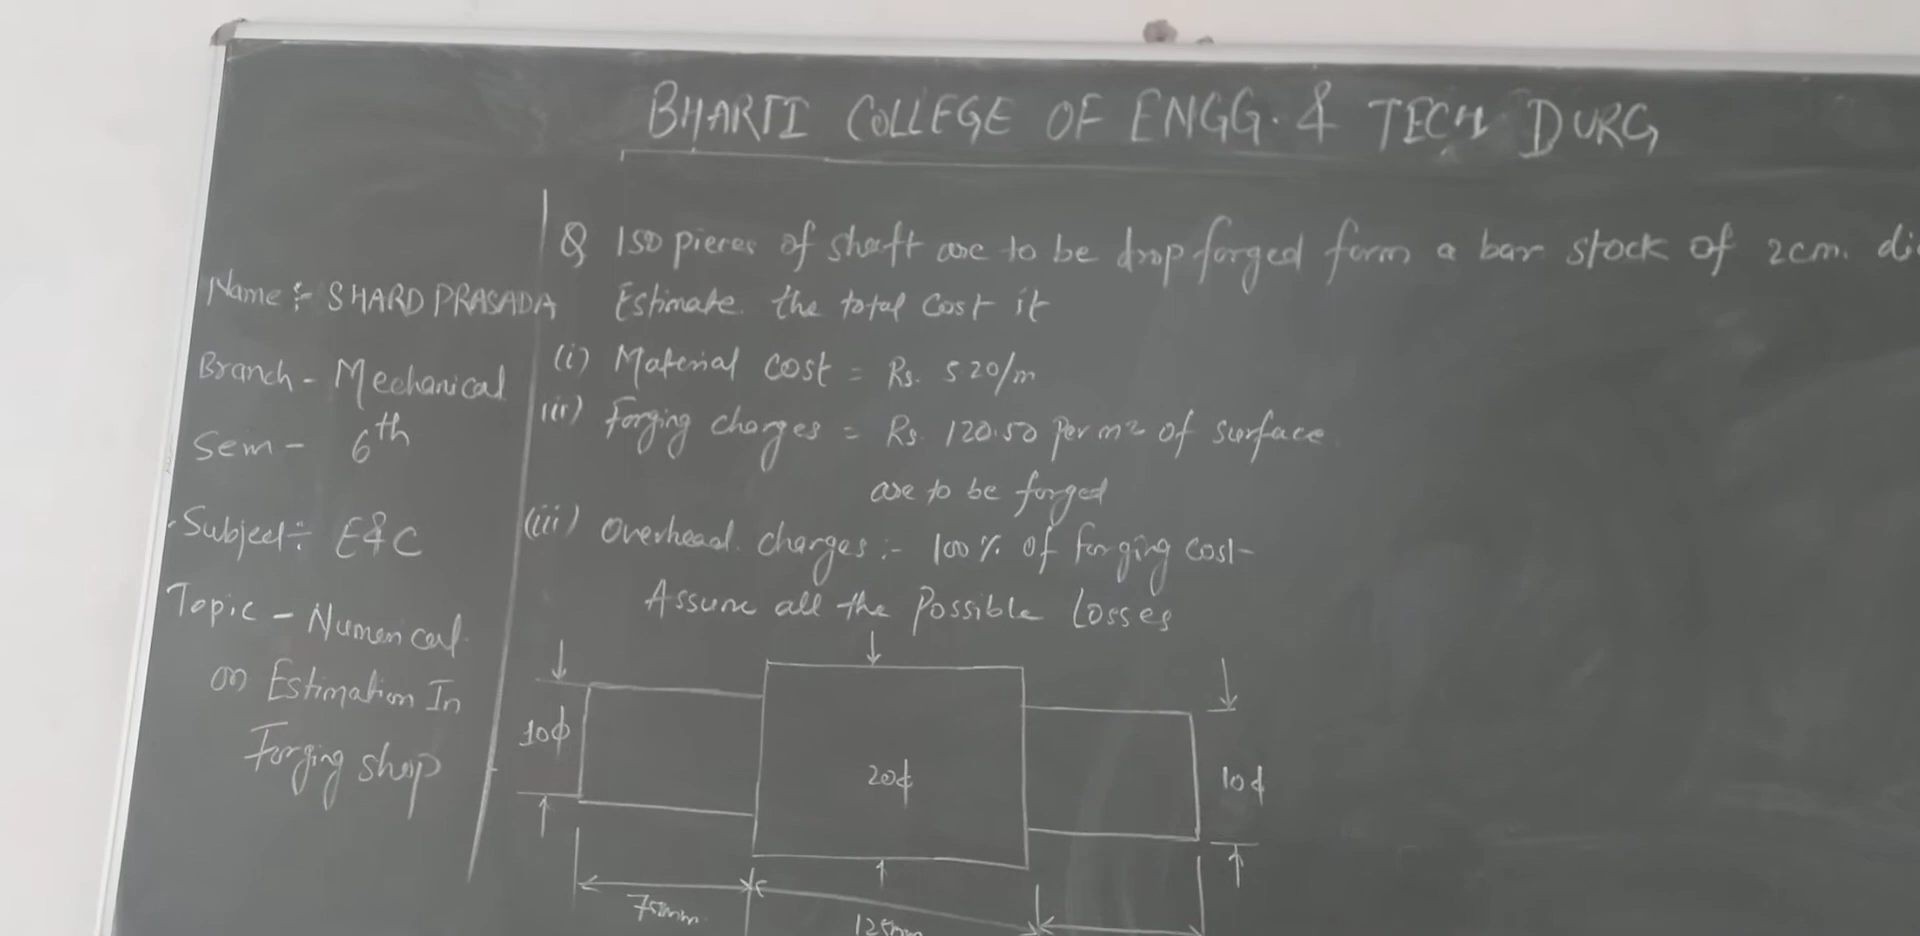 BHARTI COLLEGE OF ENGG. & TECH DURG
Name :- SHARD PRASADA
Branch - Mechanical
Sem - 6th
Subject :- E&C
Topic - Numerical
on Estimation In
Forging shop
Q 150 pieces of shaft are to be drop forged form a bar stock of 2cm. di
Estimate the total cost it
(i) Material cost = Rs. 520/m
(ii) Forging charges = Rs. 120.50 Per m2 of surface
are to be forged
(iii) Overhead charges :- 100% of forging cost-
Assume all the Possible Losses
10ϕ
20ϕ
10ϕ
75mm
125mm